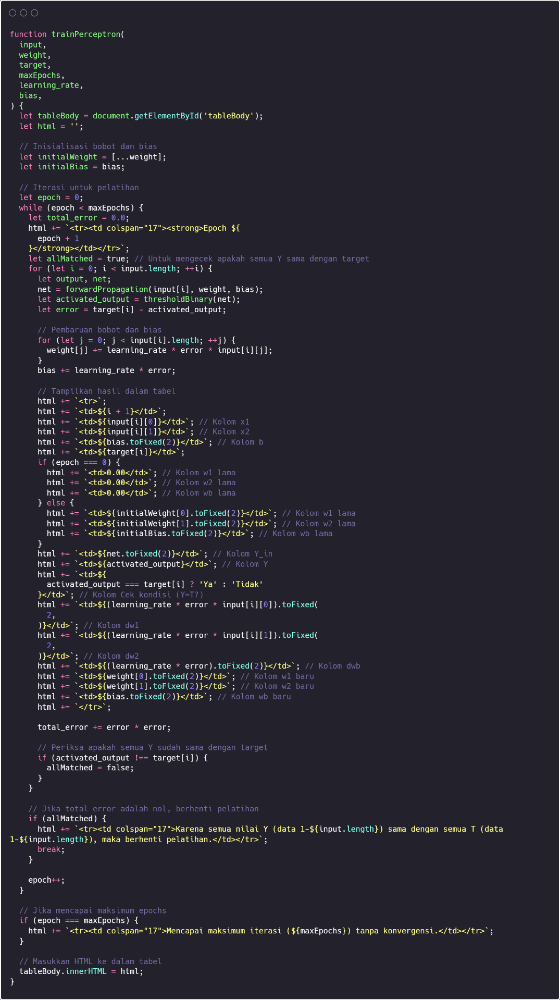 function trainPerceptron(
  input,
  weight,
  target,
  maxEpochs,
  learning_rate,
  bias,
) {
  let tableBody = document.getElementById('tableBody');
  let html = '';

  // Inisialisasi bobot dan bias
  let initialWeight = [...weight];
  let initialBias = bias;

  // Iterasi untuk pelatihan
  let epoch = 0;
  while (epoch < maxEpochs) {
    let total_error = 0.0;
    html += `<tr><td colspan="17"><strong>Epoch ${
      epoch + 1
    }</strong></td></tr>`;
    let allMatched = true; // Untuk mengecek apakah semua Y sama dengan target
    for (let i = 0; i < input.length; ++i) {
      let output, net;
      net = forwardPropagation(input[i], weight, bias);
      let activated_output = thresholdBinary(net);
      let error = target[i] - activated_output;

      // Pembaruan bobot dan bias
      for (let j = 0; j < input[i].length; ++j) {
        weight[j] += learning_rate * error * input[i][j];
      }
      bias += learning_rate * error;

      // Tampilkan hasil dalam tabel
      html += `<tr>`;
      html += `<td>${i + 1}</td>`;
      html += `<td>${input[i][0]}</td>`; // Kolom x1
      html += `<td>${input[i][1]}</td>`; // Kolom x2
      html += `<td>${bias.toFixed(2)}</td>`; // Kolom b
      html += `<td>${target[i]}</td>`;
      if (epoch === 0) {
        html += `<td>0.00</td>`; // Kolom w1 lama
        html += `<td>0.00</td>`; // Kolom w2 lama
        html += `<td>0.00</td>`; // Kolom wb lama
      } else {
        html += `<td>${initialWeight[0].toFixed(2)}</td>`; // Kolom w1 lama
        html += `<td>${initialWeight[1].toFixed(2)}</td>`; // Kolom w2 lama
        html += `<td>${initialBias.toFixed(2)}</td>`; // Kolom wb lama
      }
      html += `<td>${net.toFixed(2)}</td>`; // Kolom Y_in
      html += `<td>${activated_output}</td>`; // Kolom Y
      html += `<td>${
        activated_output === target[i] ? 'Ya' : 'Tidak'
      }</td>`; // Kolom Cek kondisi (Y=T?)
      html += `<td>${(learning_rate * error * input[i][0]).toFixed(
        2,
      )}</td>`; // Kolom dw1
      html += `<td>${(learning_rate * error * input[i][1]).toFixed(
        2,
      )}</td>`; // Kolom dw2
      html += `<td>${(learning_rate * error).toFixed(2)}</td>`; // Kolom dwb
      html += `<td>${weight[0].toFixed(2)}</td>`; // Kolom w1 baru
      html += `<td>${weight[1].toFixed(2)}</td>`; // Kolom w2 baru
      html += `<td>${bias.toFixed(2)}</td>`; // Kolom wb baru
      html += `</tr>`;

      total_error += error * error;

      // Periksa apakah semua Y sudah sama dengan target
      if (activated_output !== target[i]) {
        allMatched = false;
      }
    }

    // Jika total error adalah nol, berhenti pelatihan
    if (allMatched) {
      html += `<tr><td colspan="17">Karena semua nilai Y (data 1-${input.length}) sama dengan semua T (data
1-${input.length}), maka berhenti pelatihan.</td></tr>`;
      break;
    }

    epoch++;
  }

  // Jika mencapai maksimum epochs
  if (epoch === maxEpochs) {
    html += `<tr><td colspan="17">Mencapai maksimum iterasi (${maxEpochs}) tanpa konvergensi.</td></tr>`;
  }

  // Masukkan HTML ke dalam tabel
  tableBody.innerHTML = html;
}